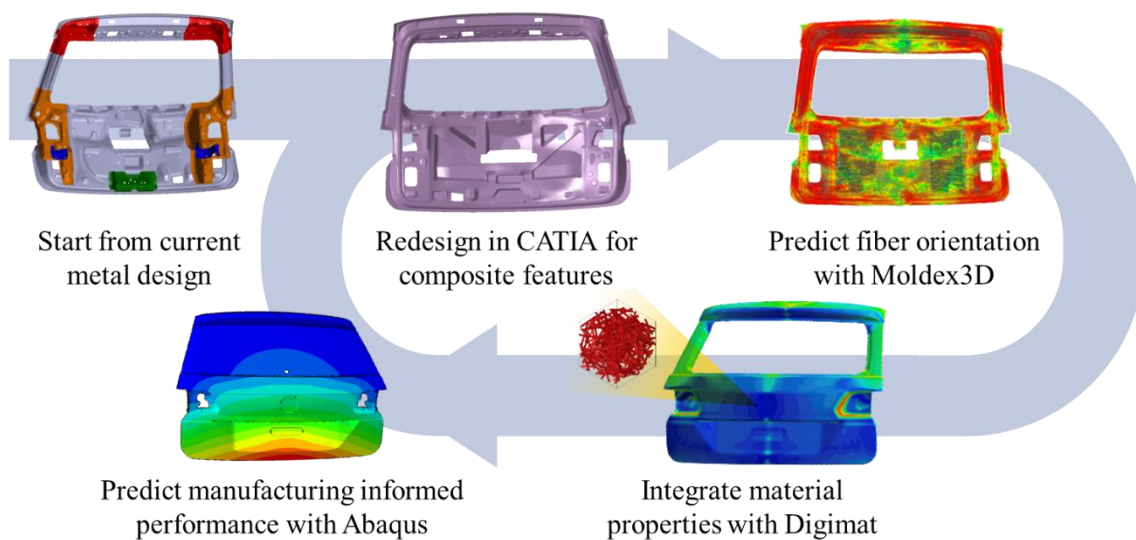 Start from current
metal design
Redesign in CATIA for
composite features
Predict fiber orientation
with Moldex3D
Predict manufacturing informed
performance with Abaqus
Integrate material
properties with Digimat